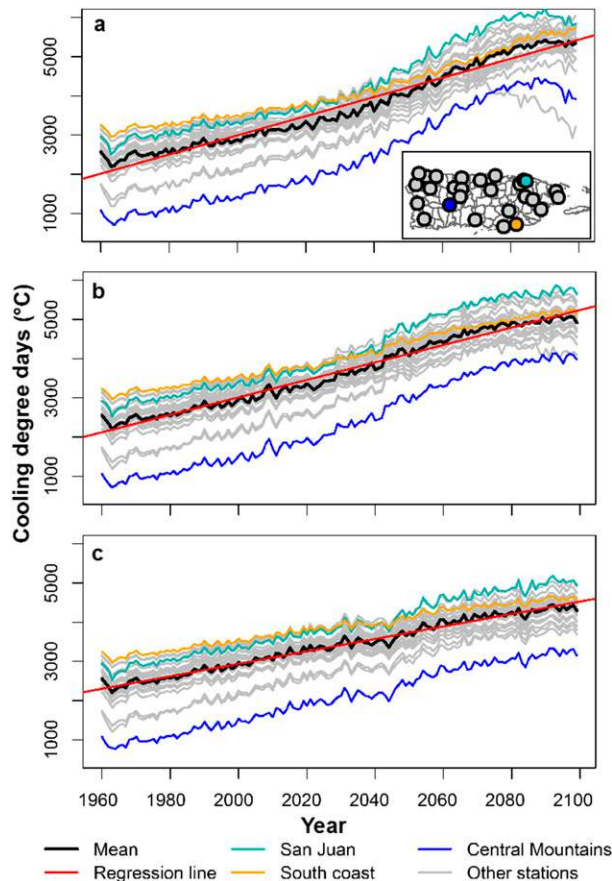 a
5000
3000
1000
b
5000
3000
1000
c
5000
3000
1000
Cooling degree days (°C)
1960 1980 2000 2020 2040 2060 2080 2100
Year
Mean San Juan Central Mountains
Regression line South coast Other stations